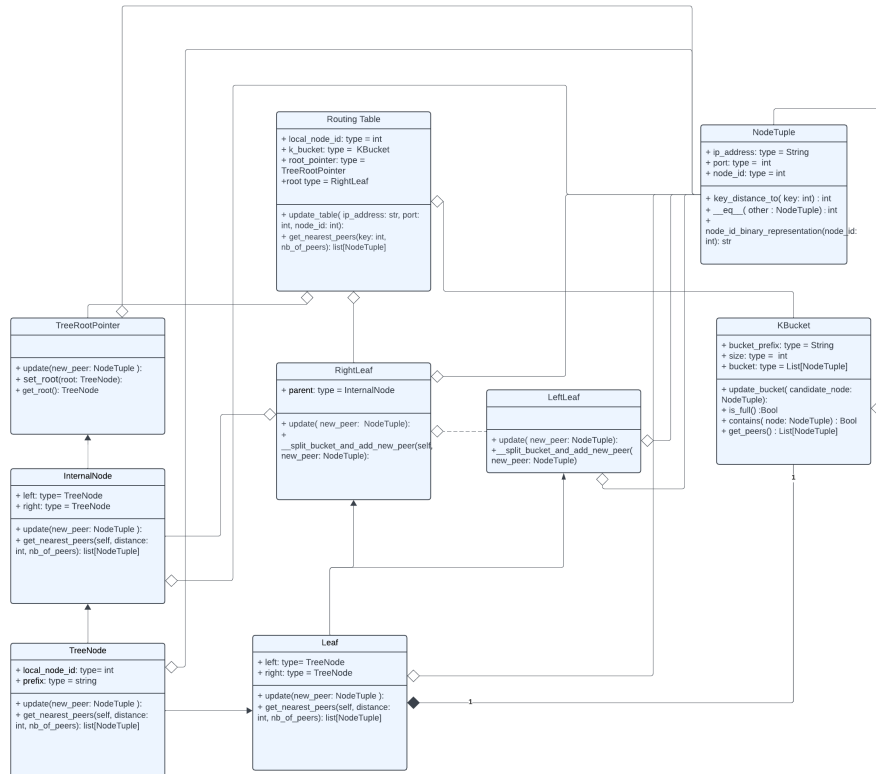 Routing Table
+ local_node_id: type = int
+ k_bucket: type =  KBucket
+ root_pointer: type =
TreeRootPointer
+root type = RightLeaf
+ update_table( ip_address: str, port:
int, node_id: int):
+ get_nearest_peers(key: int,
nb_of_peers): list[NodeTuple]
NodeTuple
+ ip_address: type = String
+ port: type =  int
+ node_id: type = int
+ key_distance_to( key: int) : int
+ __eq__( other : NodeTuple) : int
+
node_id_binary_representation(node_id:
int): str
TreeRootPointer
+ update(new_peer: NodeTuple ):
+ set_root(root: TreeNode):
+ get_root(): TreeNode
KBucket
+ bucket_prefix: type = String
+ size: type =  int
+ bucket: type = List[NodeTuple]
+ update_bucket( candidate_node:
NodeTuple):
+ is_full() :Bool
+ contains( node: NodeTuple) : Bool
+ get_peers() : List[NodeTuple]
RightLeaf
+ parent: type = InternalNode
+ update( new_peer:  NodeTuple):
+
__split_bucket_and_add_new_peer(self,
new_peer: NodeTuple):
LeftLeaf
+ update( new_peer: NodeTuple):
+__split_bucket_and_add_new_peer(
new_peer: NodeTuple)
InternalNode
+ left: type= TreeNode
+ right: type = TreeNode
+ update(new_peer: NodeTuple ):
+ get_nearest_peers(self, distance:
int, nb_of_peers): list[NodeTuple]
1
TreeNode
+ local_node_id: type= int
+ prefix: type = string
+ update(new_peer: NodeTuple ):
+ get_nearest_peers(self, distance:
int, nb_of_peers): list[NodeTuple]
Leaf
+ left: type= TreeNode
+ right: type = TreeNode
+ update(new_peer: NodeTuple ):
+ get_nearest_peers(self, distance:
int, nb_of_peers): list[NodeTuple]
1